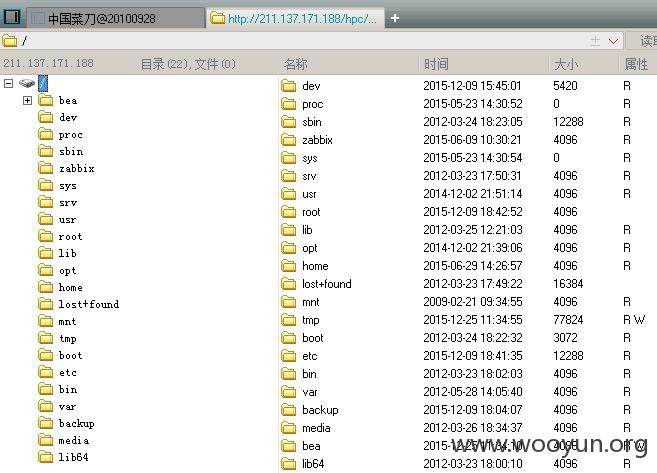 中国菜刀@20100928 http://211.137.171.188/hpc/... +
/ 读取
211.137.171.188 目录(22),文件(0) 名称 时间 大小 属性
/ dev 2015-12-09 15:45:01 5420 R
bea proc 2015-05-23 14:30:52 0 R
dev sbin 2012-03-24 18:23:05 12288 R
proc zabbix 2015-06-09 10:30:21 4096 R
sbin sys 2015-05-23 14:30:54 0 R
zabbix srv 2012-03-23 17:50:31 4096 R
sys usr 2014-12-02 21:51:14 4096 R
srv root 2015-12-09 18:42:52 4096
usr lib 2012-03-25 12:21:03 4096 R
root opt 2014-12-02 21:39:06 4096 R
lib home 2015-06-29 14:26:57 4096 R
opt lost+found 2012-03-23 17:49:22 16384
home mnt 2009-02-21 09:34:55 4096 R
lost+found tmp 2015-12-25 11:34:55 77824 R W
mnt boot 2012-03-24 18:22:32 3072 R
tmp etc 2015-12-09 18:41:35 12288 R
boot bin 2012-03-23 18:02:03 4096 R
etc var 2012-05-28 14:05:40 4096 R
bin backup 2015-12-09 18:04:07 4096 R
var media 2012-03-26 18:34:37 4096 R
backup bea R W
media lib64 2012-03-23 18:00:10 4096 R
lib64
www.wooyun.org